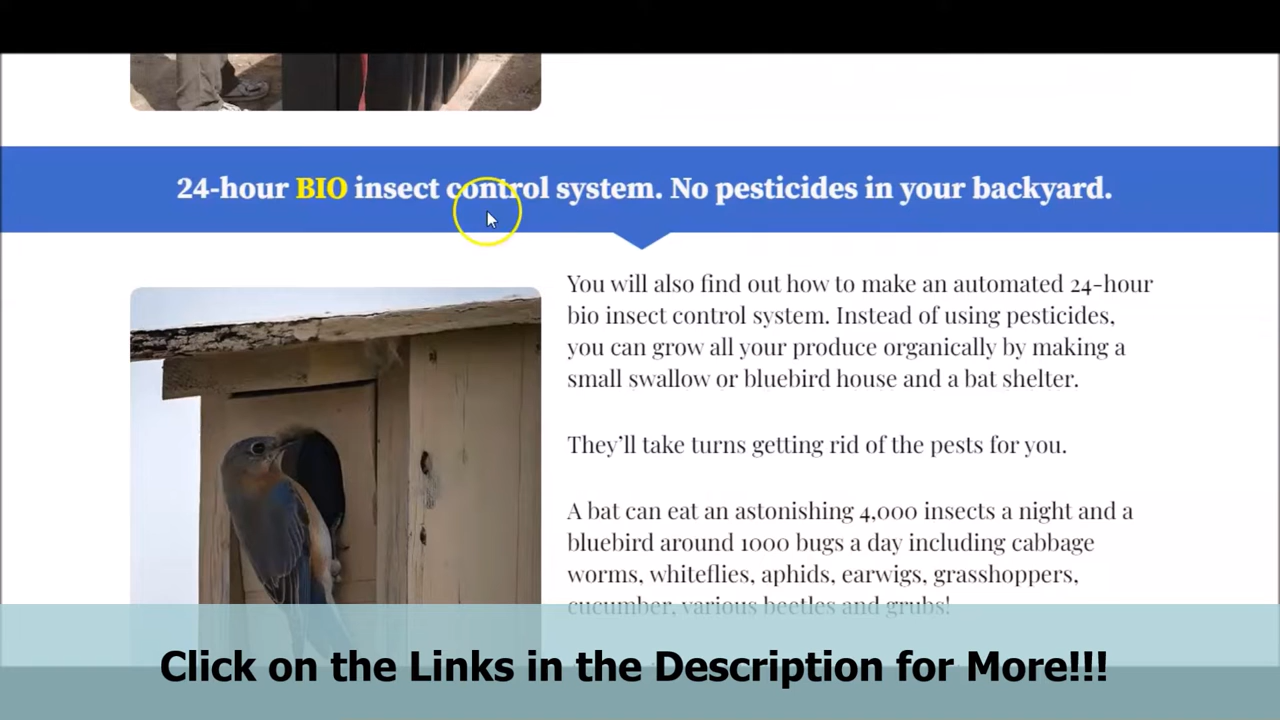 24-hour BIO insect control system. No pesticides in your backyard.
You will also find out how to make an automated 24-hour
bio insect control system. Instead of using pesticides,
you can grow all your produce organically by making a
small swallow or bluebird house and a bat shelter.
They’ll take turns getting rid of the pests for you.
A bat can eat an astonishing 4,000 insects a night and a
bluebird around 1000 bugs a day including cabbage
worms, whiteflies, aphids, earwigs, grasshoppers,
cucumber, various beetles and grubs!
Click on the Links in the Description for More!!!